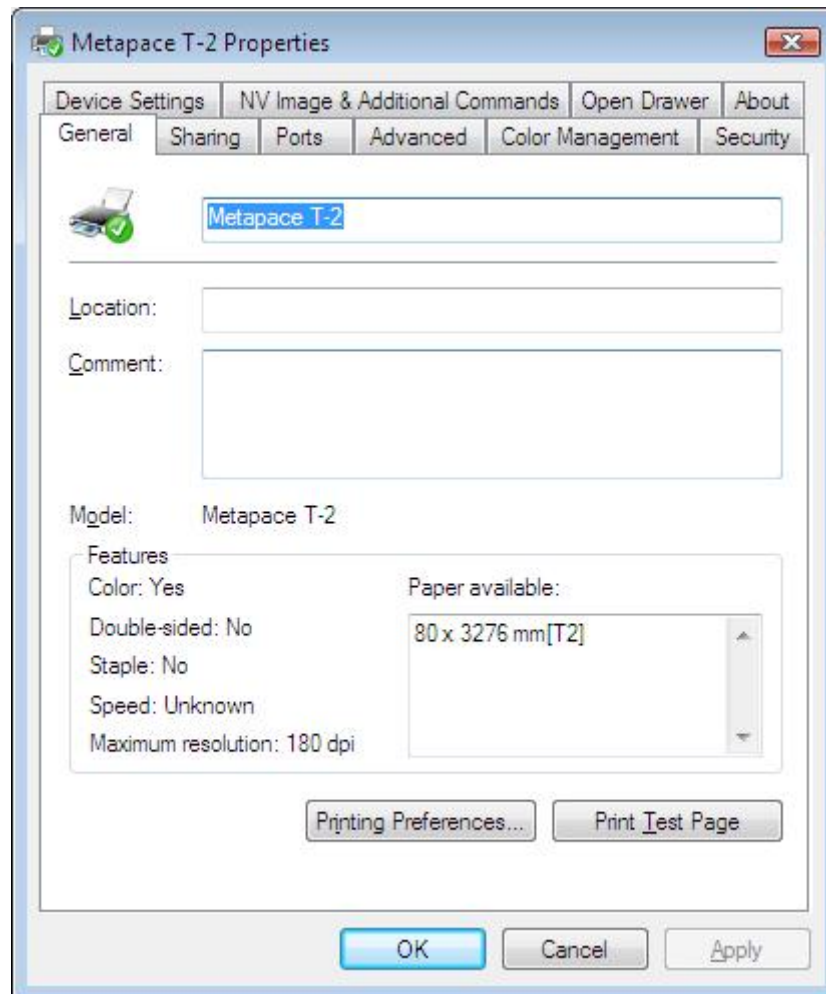 Metapace T-2 Properties
Device Settings NV Image & Additional Commands Open Drawer About
General Sharing Ports Advanced Color Management Security
Metapace T-2
Location:
Comment:
Model: Metapace T-2
Features
Color: Yes Paper available:
Double-sided: No 80 x 3276 mm[T2]
Staple: No
Speed: Unknown
Maximum resolution: 180 dpi
Printing Preferences... Print Test Page
OK Cancel Apply